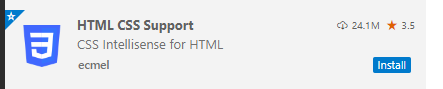 HTML CSS Support 24.1M 3.5
CSS Intellisense for HTML
ecmel Install